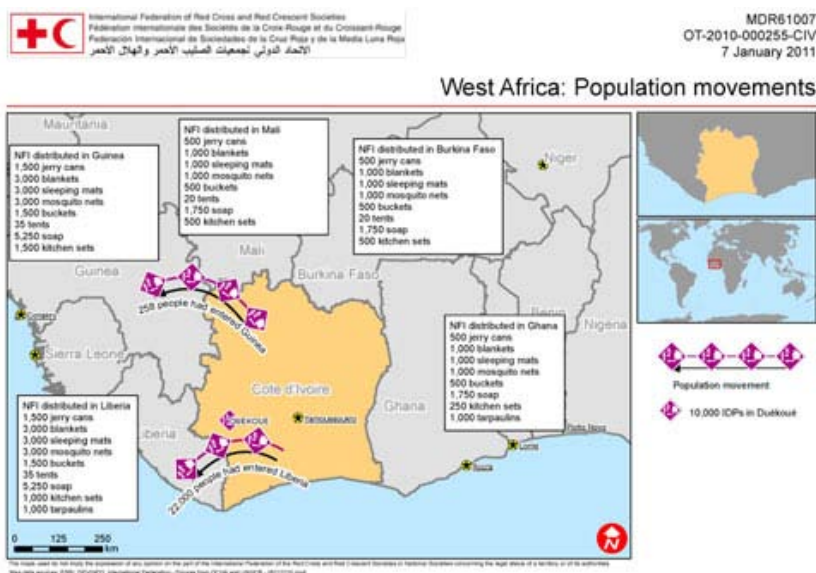 International Federation of Red Cross and Red Crescent Societies
Fédération internationale des Sociétés de la Croix-Rouge et du Croissant-Rouge
Federación Internacional de Sociedades de la Cruz Roja y de la Media Luna Roja
الاتحاد الدولي لجمعيات الصليب الأحمر والهلال الأحمر
MDR61007
OT-2010-000255-CIV
7 January 2011
West Africa: Population movements
Mauritania
NFI distributed in Guinea
1,500 jerry cans
3,000 blankets
3,000 sleeping mats
3,000 mosquito nets
1,500 buckets
35 tents
5,250 soap
1,500 kitchen sets
NFI distributed in Mali
500 jerry cans
1,000 blankets
1,000 sleeping mats
1,000 mosquito nets
500 buckets
20 tents
1,750 soap
500 kitchen sets
NFI distributed in Burkina Faso
500 jerry cans
1,000 blankets
1,000 sleeping mats
1,000 mosquito nets
500 buckets
20 tents
1,750 soap
500 kitchen sets
Niger
Mali
Guinea
Burkina Faso
Benin
Nigeria
258 people had entered Guinea
Sierra Leone
NFI distributed in Ghana
500 jerry cans
1,000 blankets
1,000 sleeping mats
1,000 mosquito nets
500 buckets
1,750 soap
250 kitchen sets
1,000 tarpaulins
Côte d'Ivoire
Ghana
NFI distributed in Liberia
1,500 jerry cans
3,000 blankets
3,000 sleeping mats
3,000 mosquito nets
1,500 buckets
35 tents
5,250 soap
1,000 kitchen sets
1,000 tarpaulins
Liberia
Yamoussoukro
Porto Novo
Lome
Accra
22,000 people had entered Liberia
0 125 250
km
N
Population movement
10,000 IDPs in Duékoué